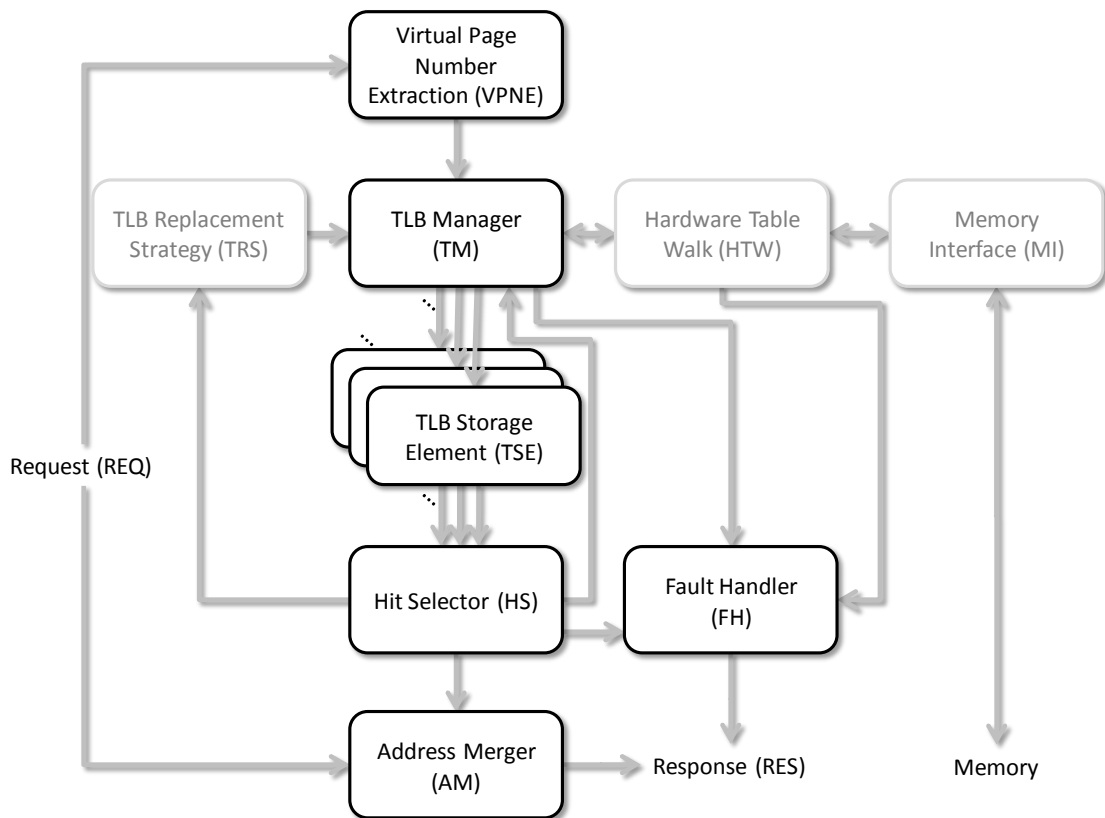 Virtual Page
Number
Extraction (VPNE)
TLB Replacement
Strategy (TRS)
TLB Manager
(TM)
Hardware Table
Walk (HTW)
Memory
Interface (MI)
TLB Storage
Element (TSE)
Request (REQ)
Hit Selector (HS)
Fault Handler
(FH)
Address Merger
(AM)
Response (RES)
Memory